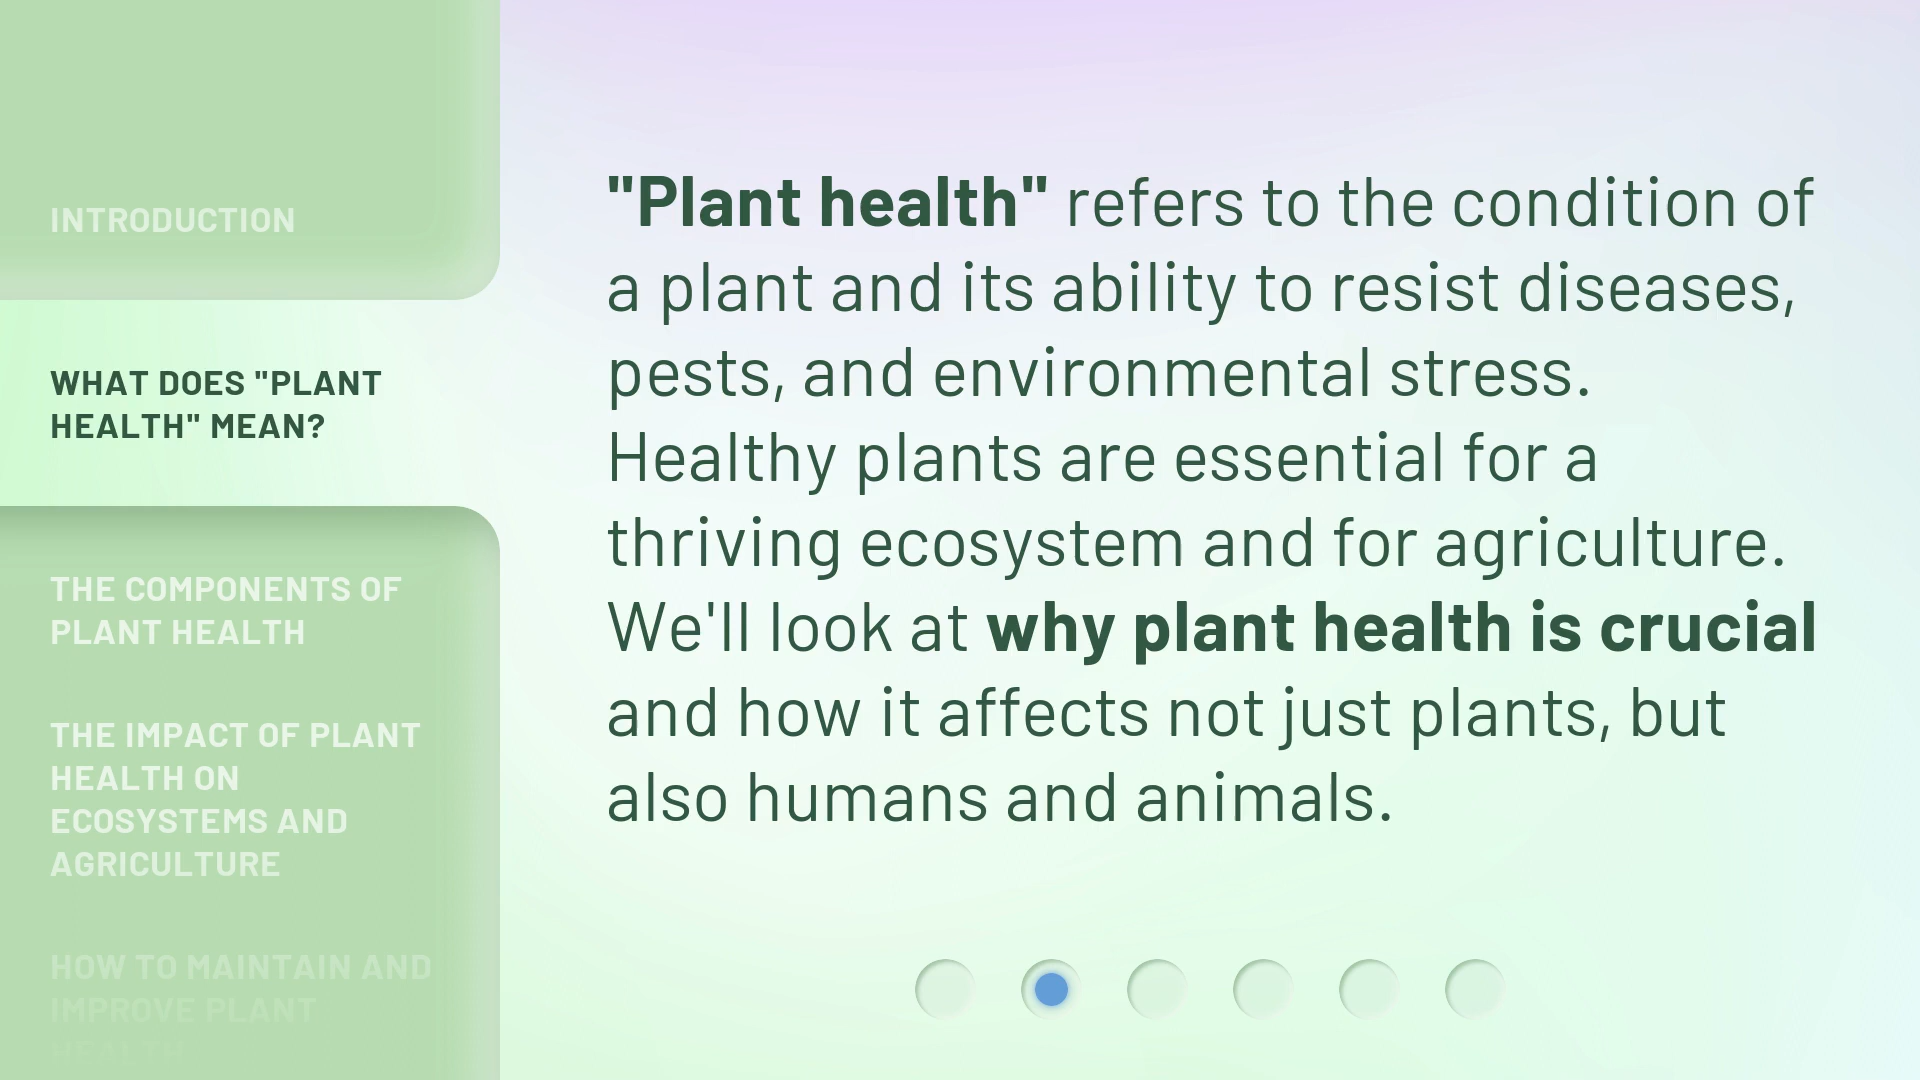 INTRODUCTION
WHAT DOES "PLANT
HEALTH" MEAN?
THE COMPONENTS OF
PLANT HEALTH
THE IMPACT OF PLANT
HEALTH ON
ECOSYSTEMS AND
AGRICULTURE
HOW TO MAINTAIN AND
IMPROVE PLANT
HEALTH
"Plant health" refers to the condition of
a plant and its ability to resist diseases,
pests, and environmental stress.
Healthy plants are essential for a
thriving ecosystem and for agriculture.
We'll look at why plant health is crucial
and how it affects not just plants, but
also humans and animals.